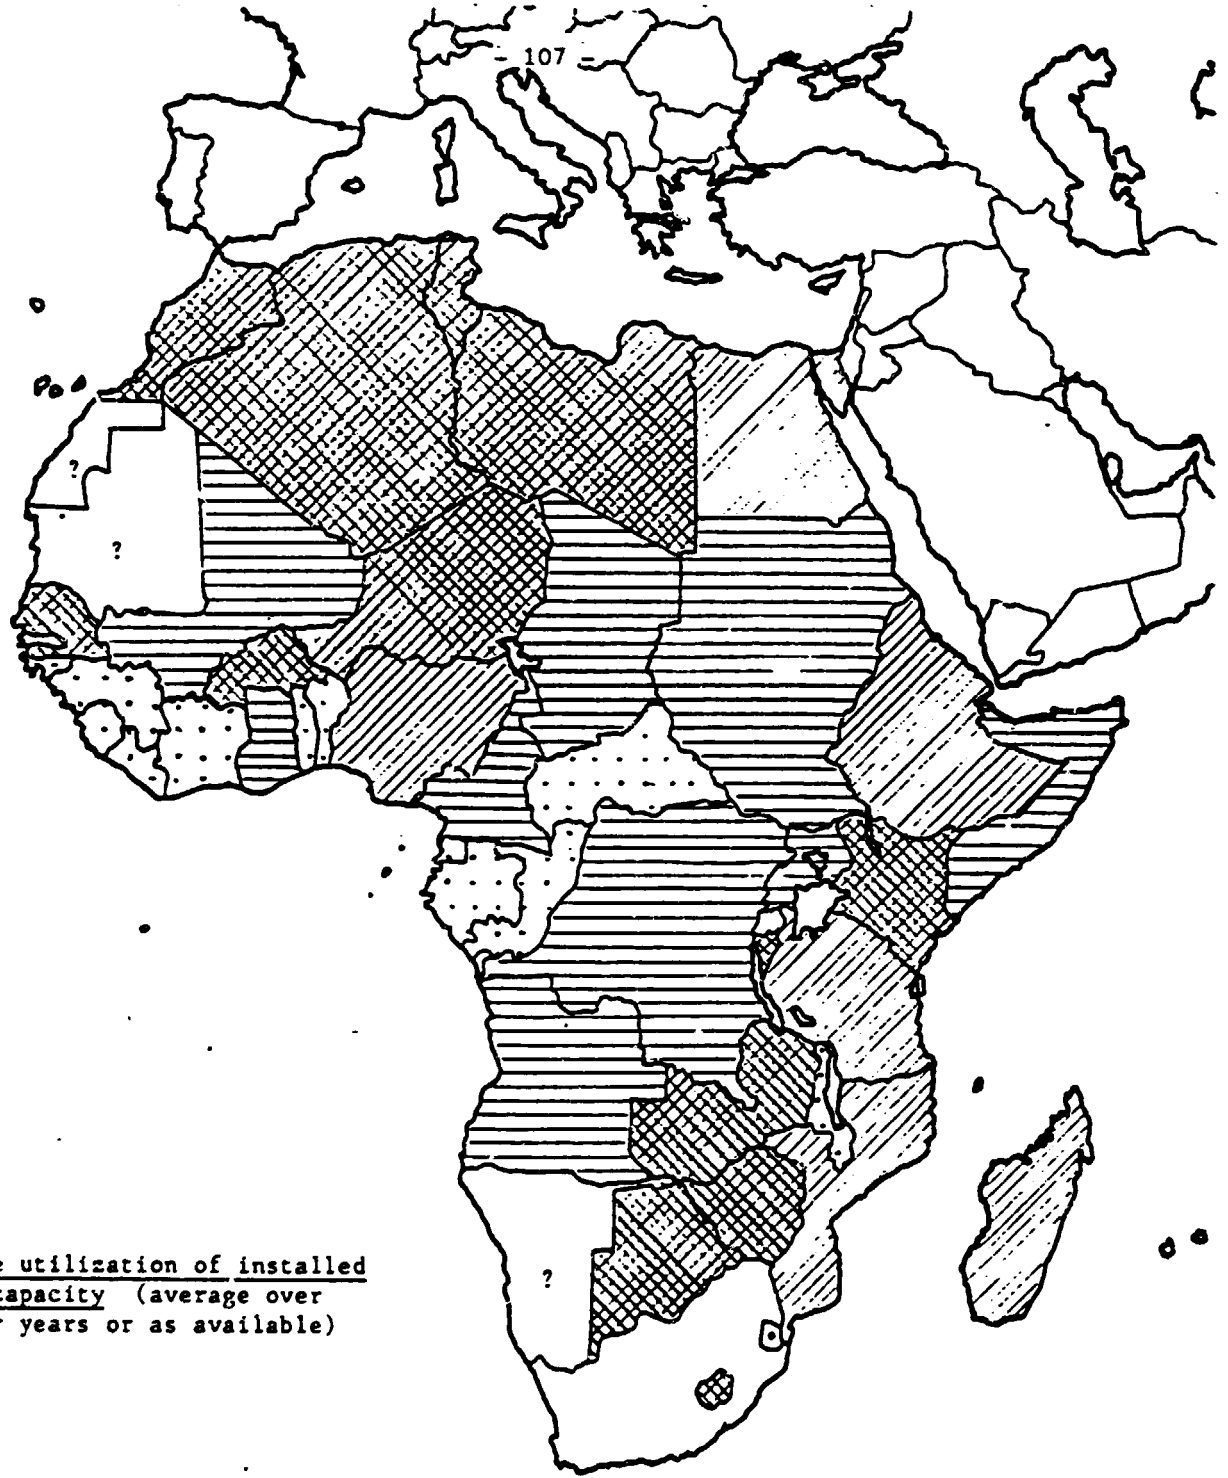 - 107 -
?
?
?
utilization of installed
capacity (average over
years or as available)